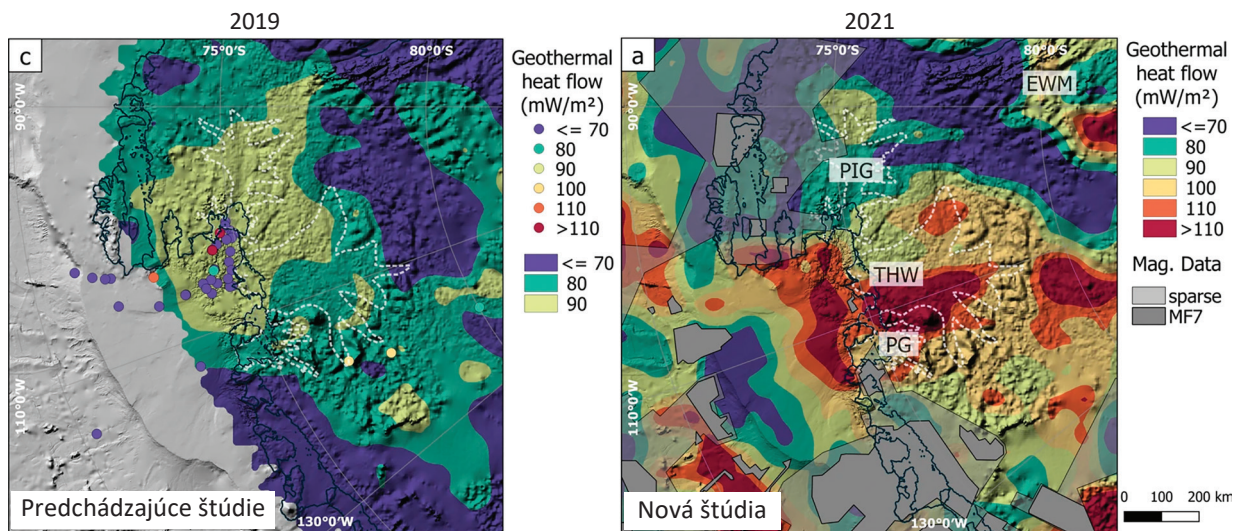 2019
2021
c
75°0′S
80°0′S
90°0′W
110°0′W
130°0′W
Predchádzajúce štúdie
Geothermal
heat flow
(mW/m²)
<= 70
80
90
100
110
>110
<= 70
80
90
a
75°0′S
80°0′S
90°0′W
110°0′W
130°0′W
EWM
PIG
THW
PG
Nová štúdia
Geothermal
heat flow
(mW/m²)
<=70
80
90
100
110
>110
Mag. Data
sparse
MF7
0 100 200 km